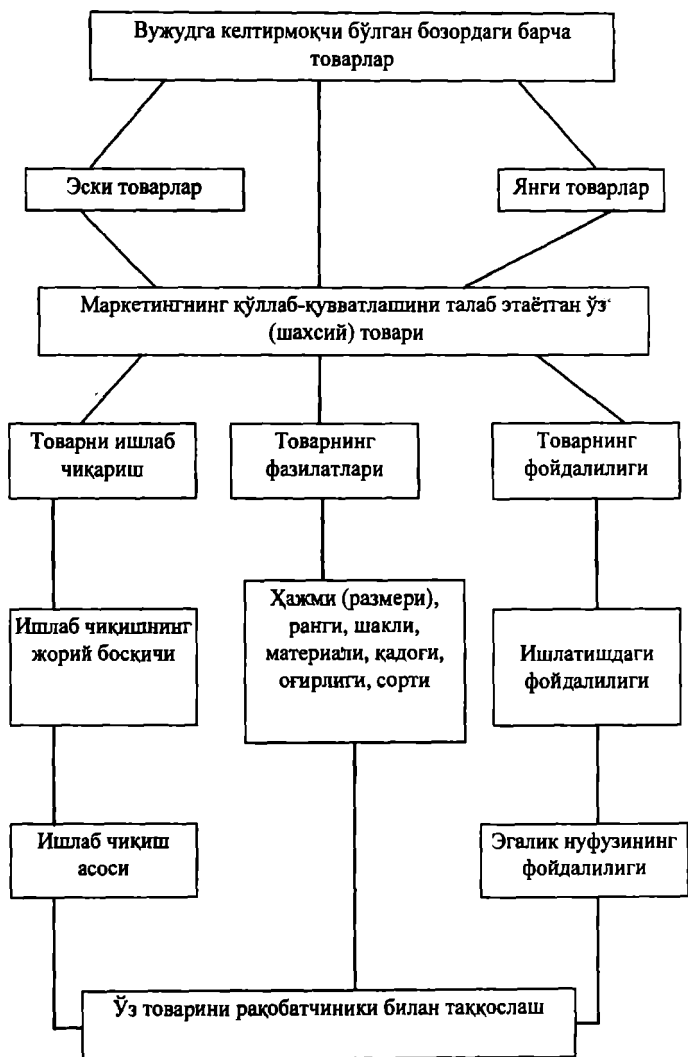 Вужудга келтирмоқчи бўлган бозордаги барча
товарлар
Эски товарлар
Янги товарлар
Маркетингнинг қўллаб-қувватлашини талаб этаётган ўз
(шахсий) товари
Товарни ишлаб
чиқариш
Товарнинг
фазилатлари
Товарнинг
фойдалилиги
Ишлаб чиқишнинг
жорий босқичи
Ҳажми (размери),
ранги, шакли,
материали, қадоғи,
оғирлиги, сорти
Ишлатишдаги
фойдалилиги
Ишлаб чиқиш
асоси
Эгалик нуфузининг
фойдалилиги
Ўз товарини рақобатчиники билан таққослаш